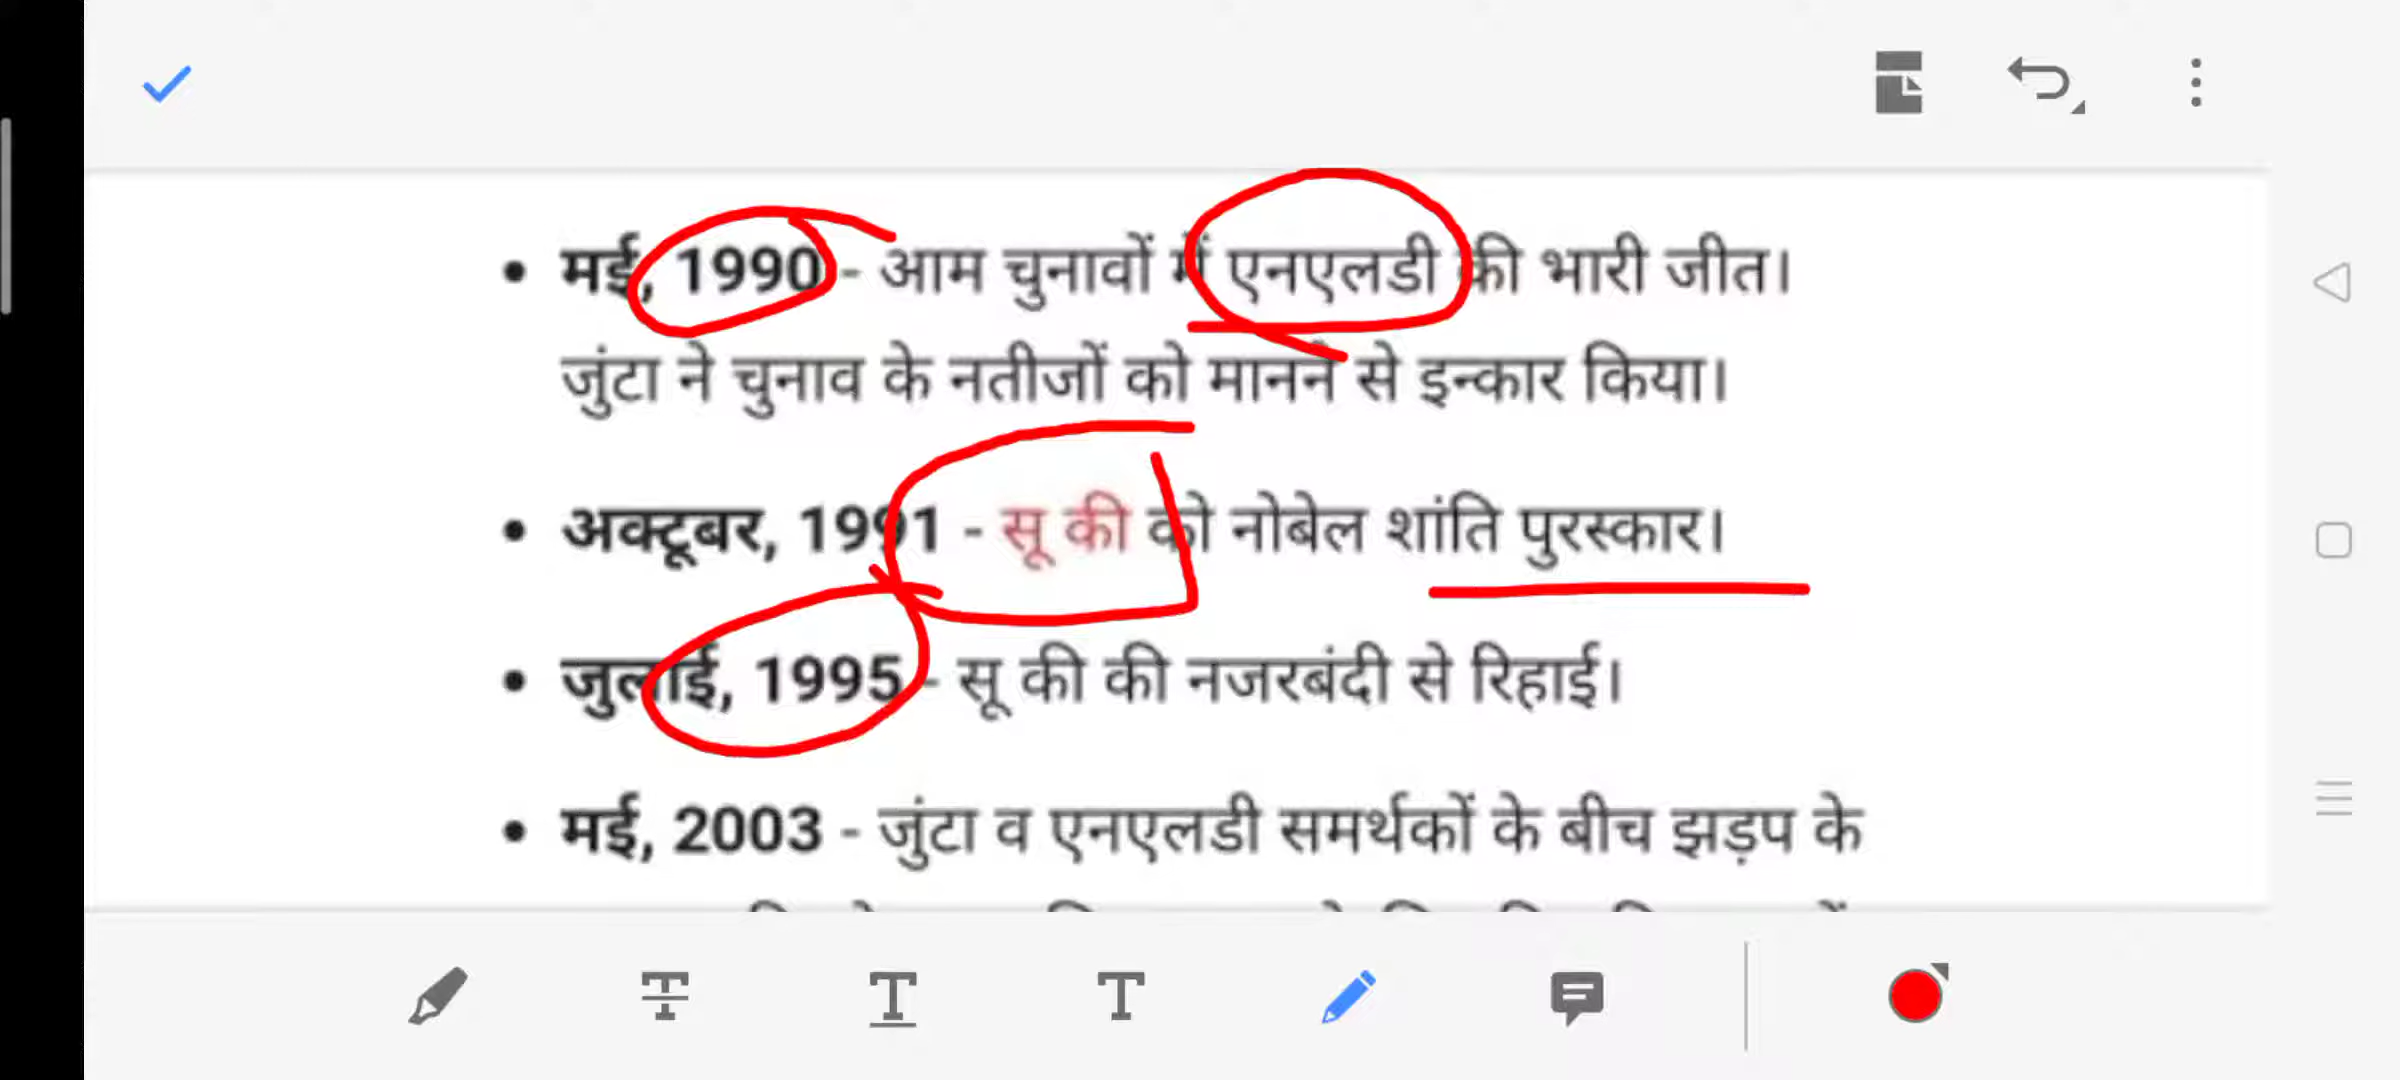 • मई, 1990 - आम चुनावों में एनएलडी की भारी जीत।
जुंटा ने चुनाव के नतीजों को मानने से इन्कार किया।
• अक्टूबर, 1991 - सू की को नोबेल शांति पुरस्कार।
• जुलाई, 1995 - सू की की नजरबंदी से रिहाई।
• मई, 2003 - जुंटा व एनएलडी समर्थकों के बीच झड़प के